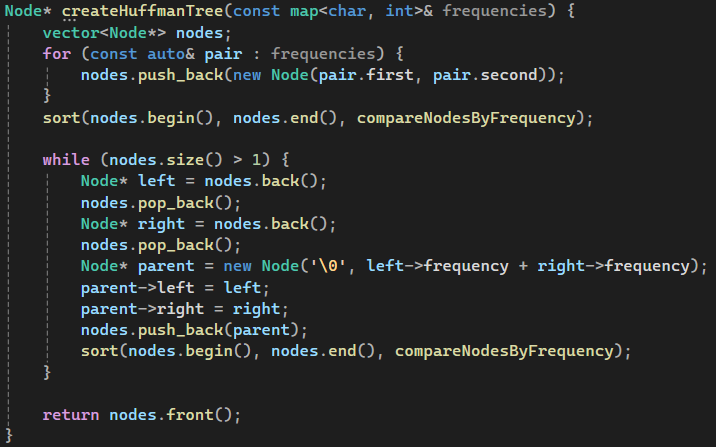 Node* createHuffmanTree(const map<char, int>& frequencies) {
    vector<Node*> nodes;
    for (const auto& pair : frequencies) {
        nodes.push_back(new Node(pair.first, pair.second));
    }
    sort(nodes.begin(), nodes.end(), compareNodesByFrequency);

    while (nodes.size() > 1) {
        Node* left = nodes.back();
        nodes.pop_back();
        Node* right = nodes.back();
        nodes.pop_back();
        Node* parent = new Node('\0', left->frequency + right->frequency);
        parent->left = left;
        parent->right = right;
        nodes.push_back(parent);
        sort(nodes.begin(), nodes.end(), compareNodesByFrequency);
    }

    return nodes.front();
}